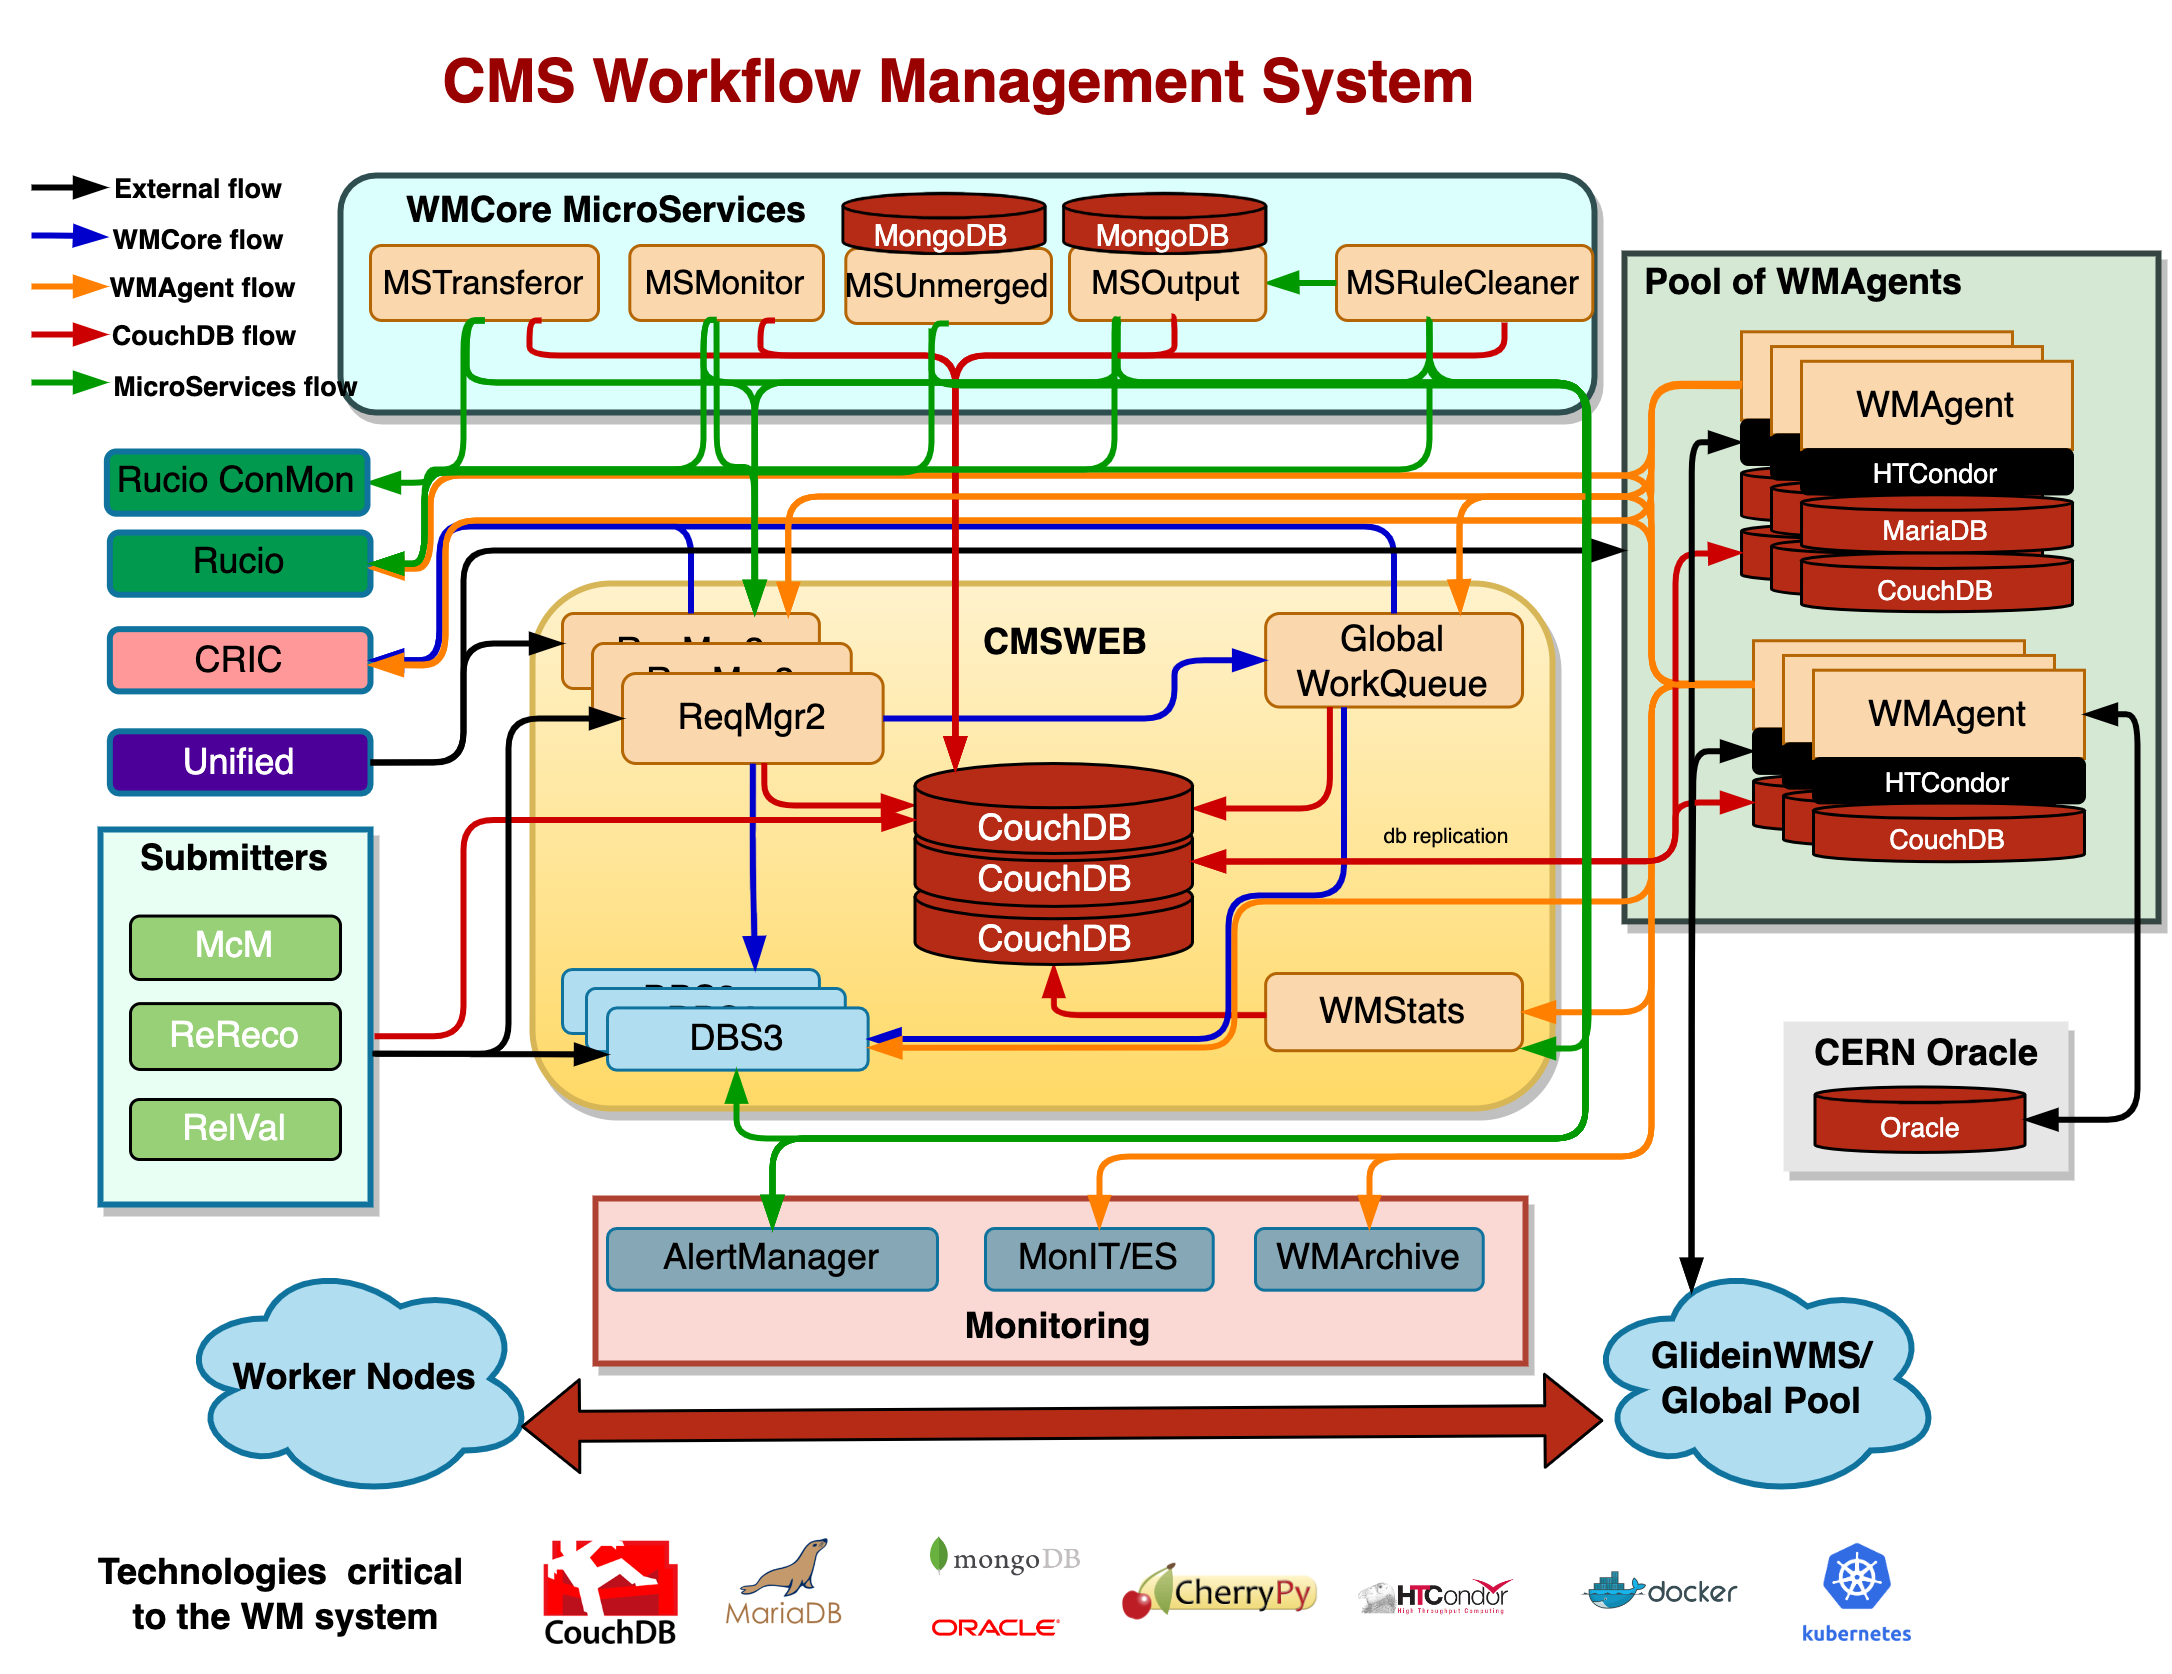 CMS Workflow Management System
External flow
WMCore flow
WMAgent flow
CouchDB flow
MicroServices flow
WMCore MicroServices
MongoDB
MongoDB
MSTransferor
MSMonitor
MSUnmerged
MSOutput
MSRuleCleaner
Pool of WMAgents
WMAgent
HTCondor
MariaDB
CouchDB
WMAgent
HTCondor
CouchDB
Rucio ConMon
Rucio
CRIC
Unified
Submitters
McM
ReReco
RelVal
CMSWEB
ReqMgr2
Global
WorkQueue
CouchDB
CouchDB
CouchDB
db replication
DBS3
WMStats
CERN Oracle
Oracle
AlertManager
MonIT/ES
WMArchive
Monitoring
Worker Nodes
GlideinWMS/
Global Pool
Technologies critical
to the WM system
CouchDB
MariaDB
mongoDB
ORACLE
CherryPy
HTCondor
High Throughput Computing
docker
kubernetes